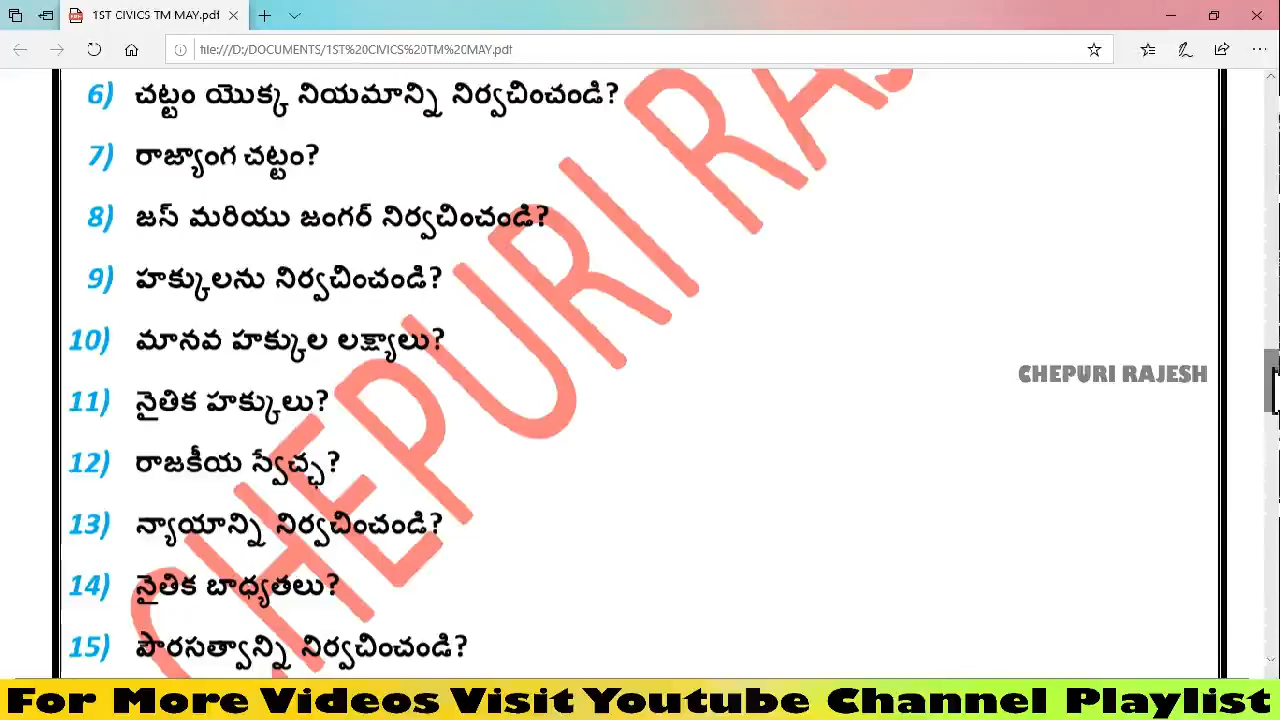 1ST CIVICS TM MAY.pdf
file:///D:/DOCUMENTS/1ST%20CIVICS%20TM%20MAY.pdf
6) చట్టం యొక్క నియమాన్ని నిర్వచించండి?
7) రాజ్యాంగ చట్టం?
8) జస్ మరియు జంగర్ నిర్వచించండి?
9) హక్కులను నిర్వచించండి?
10) మానవ హక్కుల లక్ష్యాలు?
CHEPURI RAJESH
11) నైతిక హక్కులు?
12) రాజకీయ స్వేచ్ఛ?
13) న్యాయాన్ని నిర్వచించండి?
14) నైతిక బాధ్యతలు?
15) పౌరసత్వాన్ని నిర్వచించండి?
CHEPURI RA
For More Videos Visit Youtube Channel Playlist